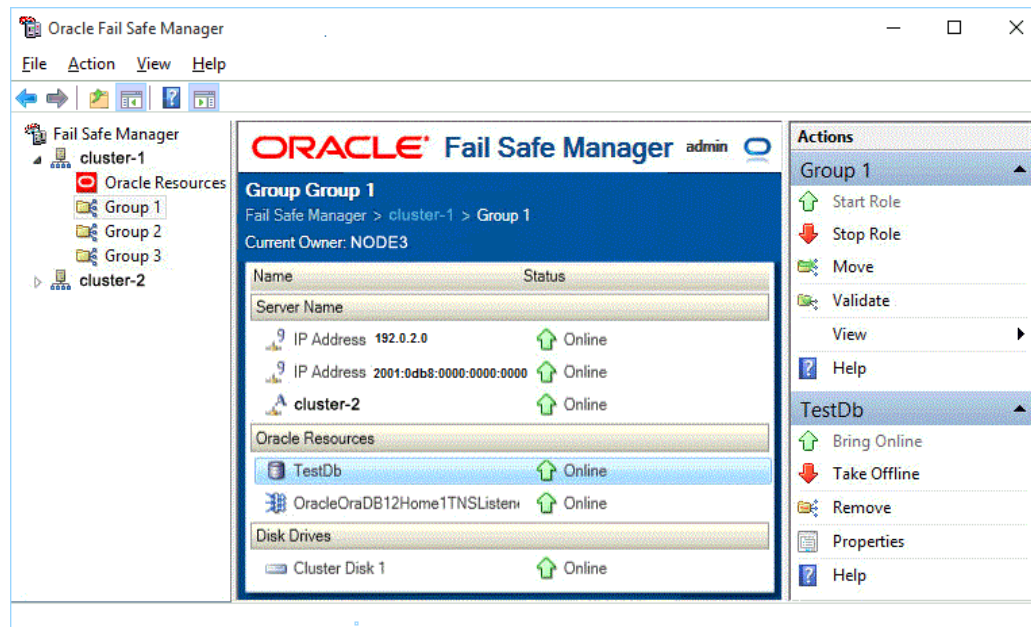 Oracle Fail Safe Manager
File Action View Help
Fail Safe Manager
cluster-1
Oracle Resources
Group 1
Group 2
Group 3
cluster-2
ORACLE Fail Safe Manager admin
Group Group 1
Fail Safe Manager > cluster-1 > Group 1
Current Owner: NODE3
Name Status
Server Name
IP Address 192.0.2.0 Online
IP Address 2001:0db8:0000:0000:0000 Online
cluster-2 Online
Oracle Resources
TestDb Online
OracleOraDB12Home1TNSListene Online
Disk Drives
Cluster Disk 1 Online
Actions
Group 1
Start Role
Stop Role
Move
Validate
View
Help
TestDb
Bring Online
Take Offline
Remove
Properties
Help